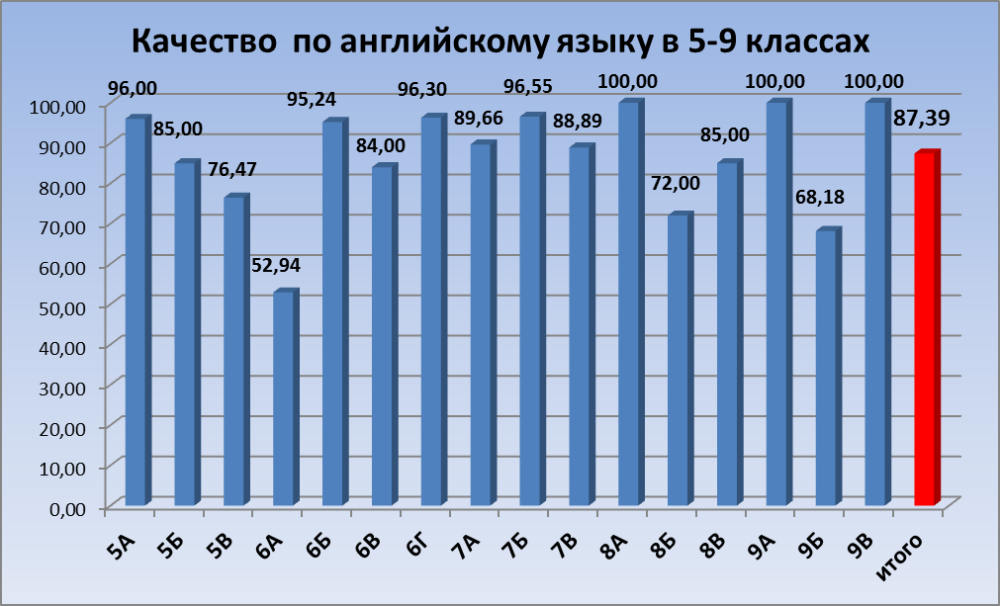 Качество по английскому языку в 5-9 классах
96,00
85,00
76,47
52,94
95,24
84,00
96,30
89,66
96,55
88,89
100,00
72,00
85,00
100,00
68,18
100,00
87,39
100,00
90,00
80,00
70,00
60,00
50,00
40,00
30,00
20,00
10,00
0,00
5А
5Б
5В
6А
6Б
6В
6Г
7А
7Б
7В
8А
8Б
8В
9А
9Б
9В
итого